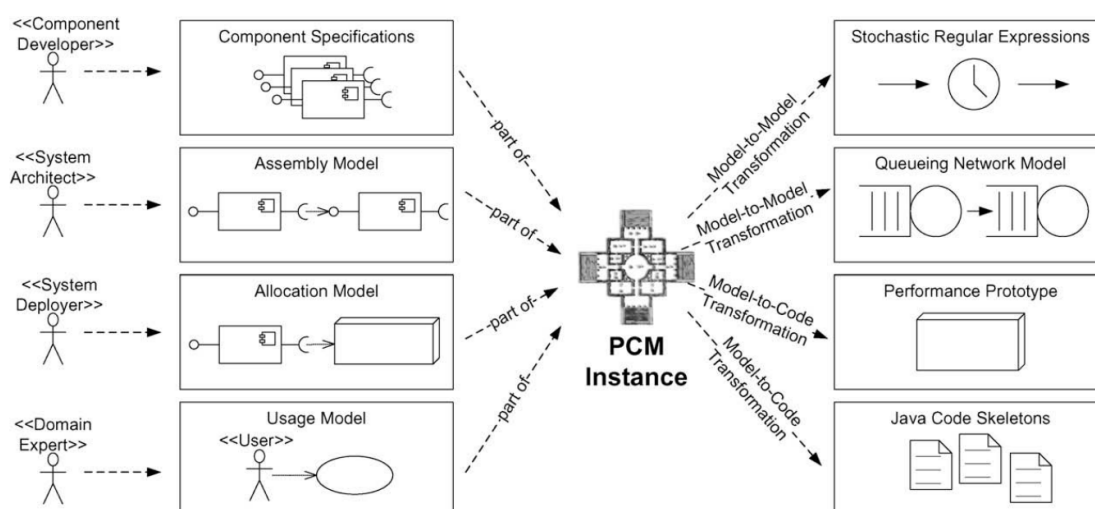 <<Component
Developer>>
Component Specifications
<<System
Architect>>
Assembly Model
<<System
Deployer>>
Allocation Model
<<Domain
Expert>>
Usage Model
<<User>>
part of
part of
part of
part of
PCM
Instance
Model-to-Model
Transformation
Model-to-Model
Transformation
Model-to-Code
Transformation
Model-to-Code
Transformation
Stochastic Regular Expressions
Queueing Network Model
Performance Prototype
Java Code Skeletons